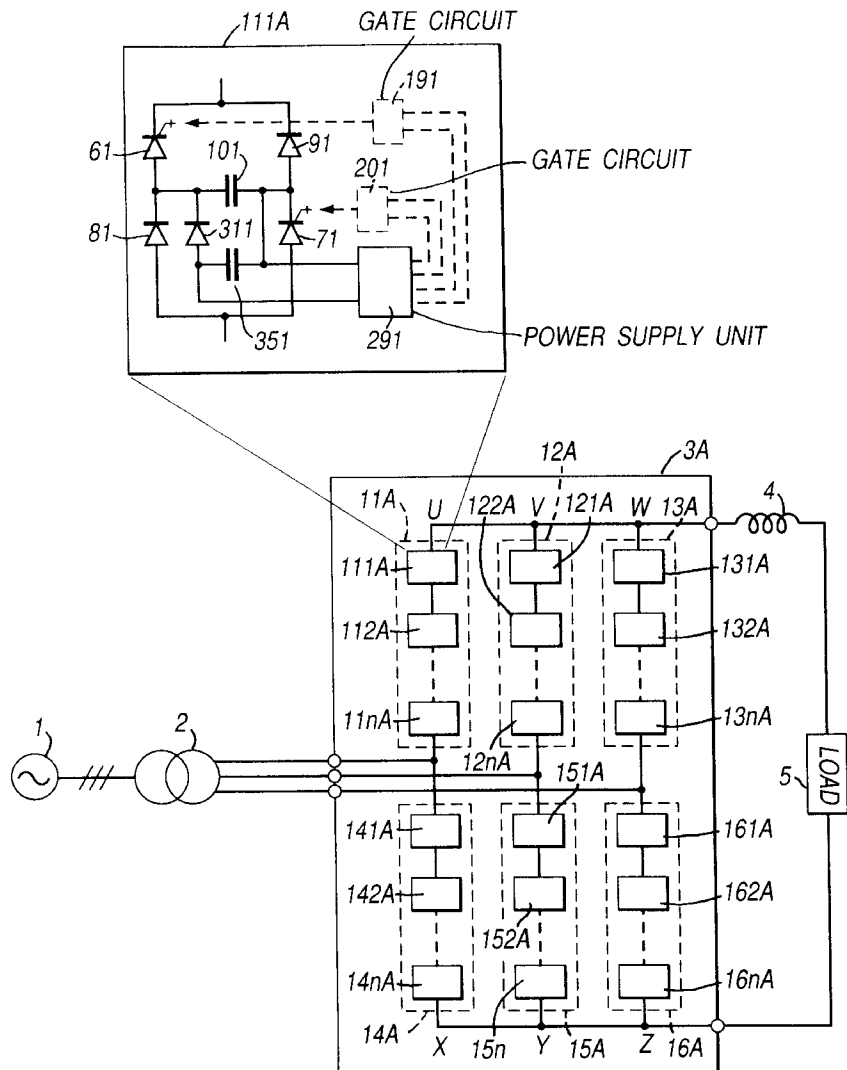 111A
GATE CIRCUIT
191
61
101
91
201
GATE CIRCUIT
81
311
71
351
291
POWER SUPPLY UNIT
3A
12A
11A
U
122A
V
121A
W
13A
4
111A
131A
112A
132A
11nA
12nA
13nA
1
2
151A
5
LOAD
141A
161A
142A
152A
162A
14nA
15n
16nA
14A
X
Y
15A
Z
16A